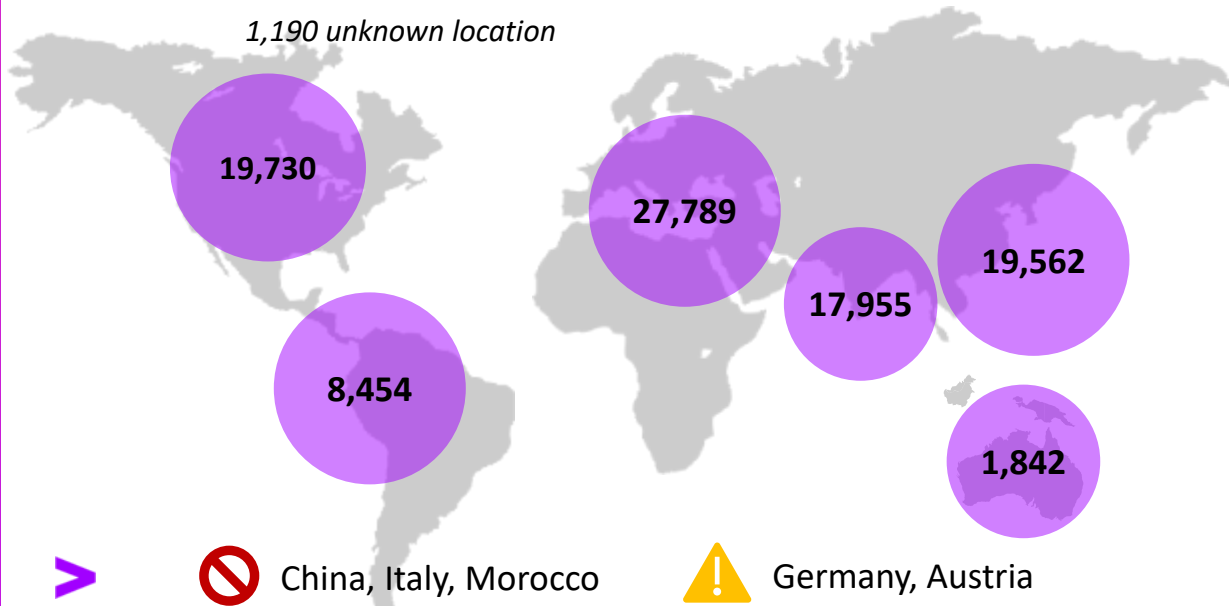 1,190 unknown location
19,730
27,789
19,562
17,955
8,454
1,842
>
China, Italy, Morocco
Germany, Austria